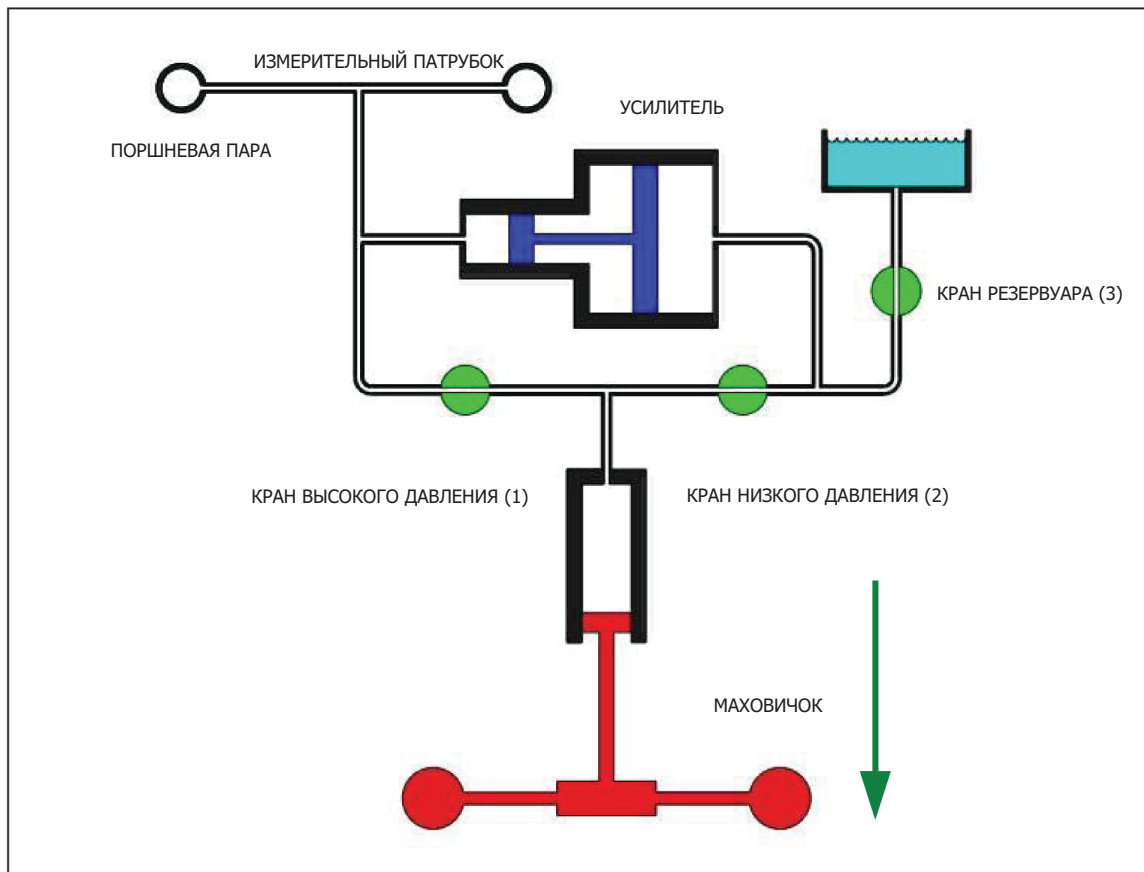 ИЗМЕРИТЕЛЬНЫЙ ПАТРУБОК
УСИЛИТЕЛЬ
ПОРШНЕВАЯ ПАРА
КРАН РЕЗЕРВУАРА (3)
КРАН ВЫСОКОГО ДАВЛЕНИЯ (1)
КРАН НИЗКОГО ДАВЛЕНИЯ (2)
МАХОВИЧОК